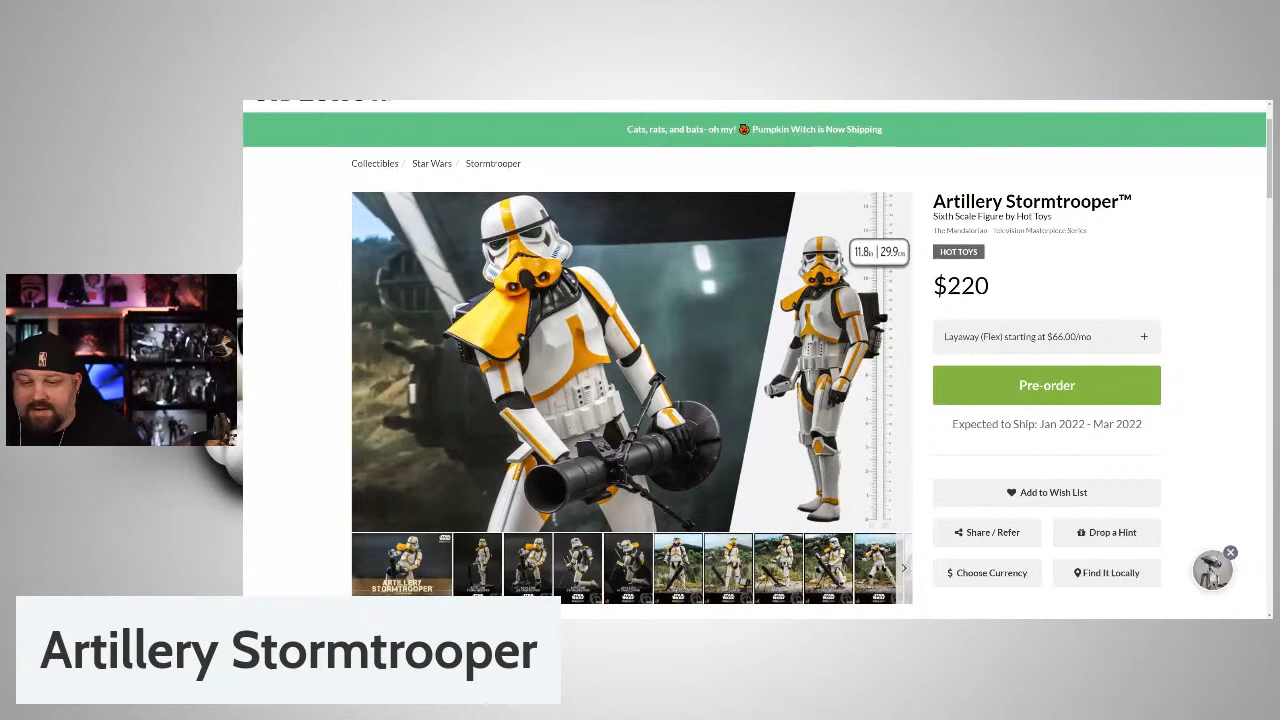 Cats, rats, and bats- oh my! 🎃 Pumpkin Witch is Now Shipping
Collectibles / Star Wars / Stormtrooper
Artillery Stormtrooper™
Sixth Scale Figure by Hot Toys
The Mandalorian - Television Masterpiece Series
HOT TOYS
$220
Layaway (Flex) starting at $66.00/mo +
Pre-order
Expected to Ship: Jan 2022 - Mar 2022
Add to Wish List
Share / Refer
Drop a Hint
$ Choose Currency
Find It Locally
11.8in | 29.9cm
ARTILLERY
STORMTROOPER
Artillery Stormtrooper